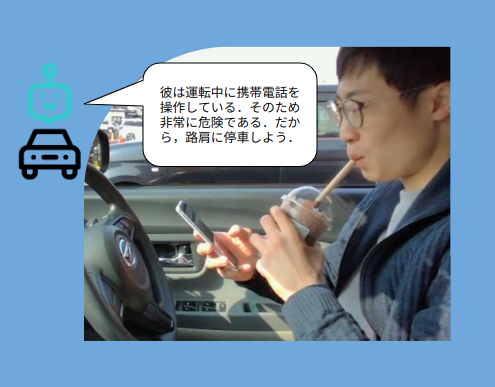 彼は運転中に携帯電話を
操作している．そのため
非常に危険である．だか
ら，路肩に停車しよう．